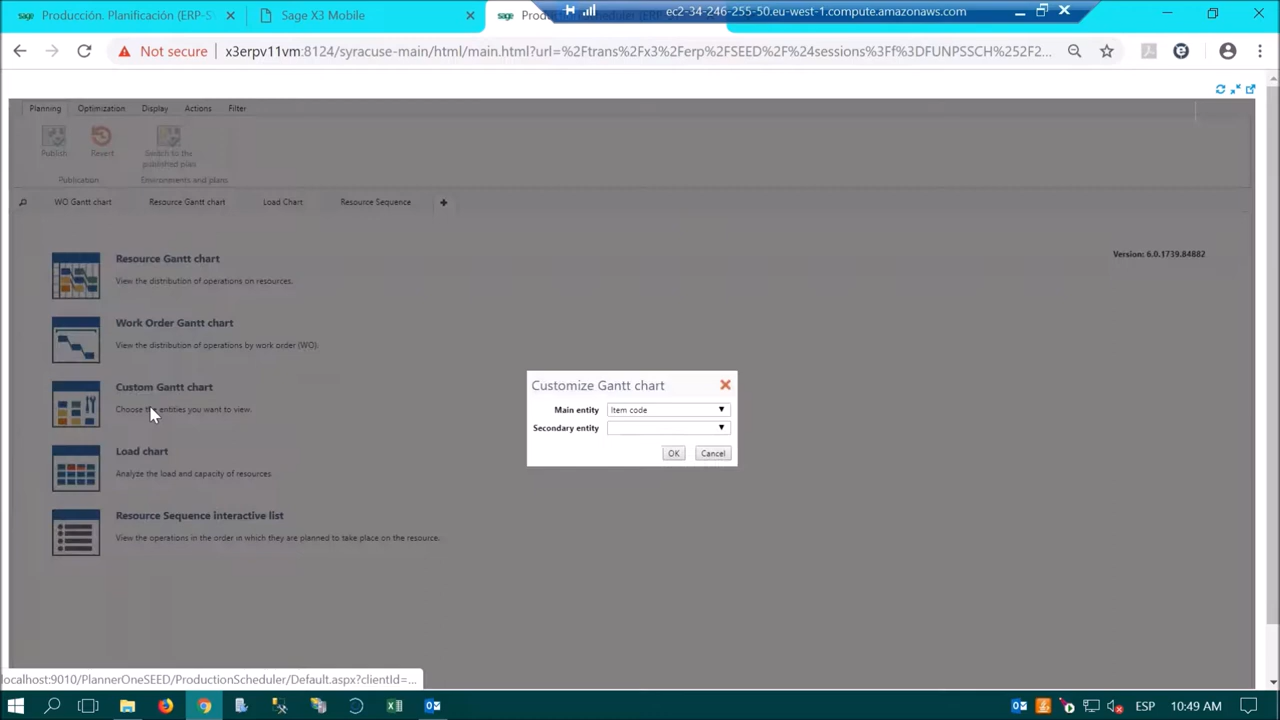 Producción. Planificación (ERP-S
Sage X3 Mobile
ec2-34-246-255-50.eu-west-1.compute.amazonaws.com
Not secure
x3erpv11vm:8124/syracuse-main/html/main.html?url=%2Ftrans%2Fx3%2Ferp%2FSEED%2F%24sessions%3Ff%3DFUNPSSCH%252F2...
Planning
Optimization
Display
Actions
Filter
Publish
Revert
Switch to the
published plan
Publication
Environments and plans
WO Gantt chart
Resource Gantt chart
Load Chart
Resource Sequence
Resource Gantt chart
Version: 6.0.1739.84882
View the distribution of operations on resources.
Work Order Gantt chart
View the distribution of operations by work order (WO).
Custom Gantt chart
Choose the entities you want to view.
Customize Gantt chart
Main entity
Item code
Secondary entity
OK
Cancel
Load chart
Analyze the load and capacity of resources
Resource Sequence interactive list
View the operations in the order in which they are planned to take place on the resource.
localhost:9010/PlannerOneSEED/ProductionScheduler/Default.aspx?clientId=...
ESP
10:49 AM